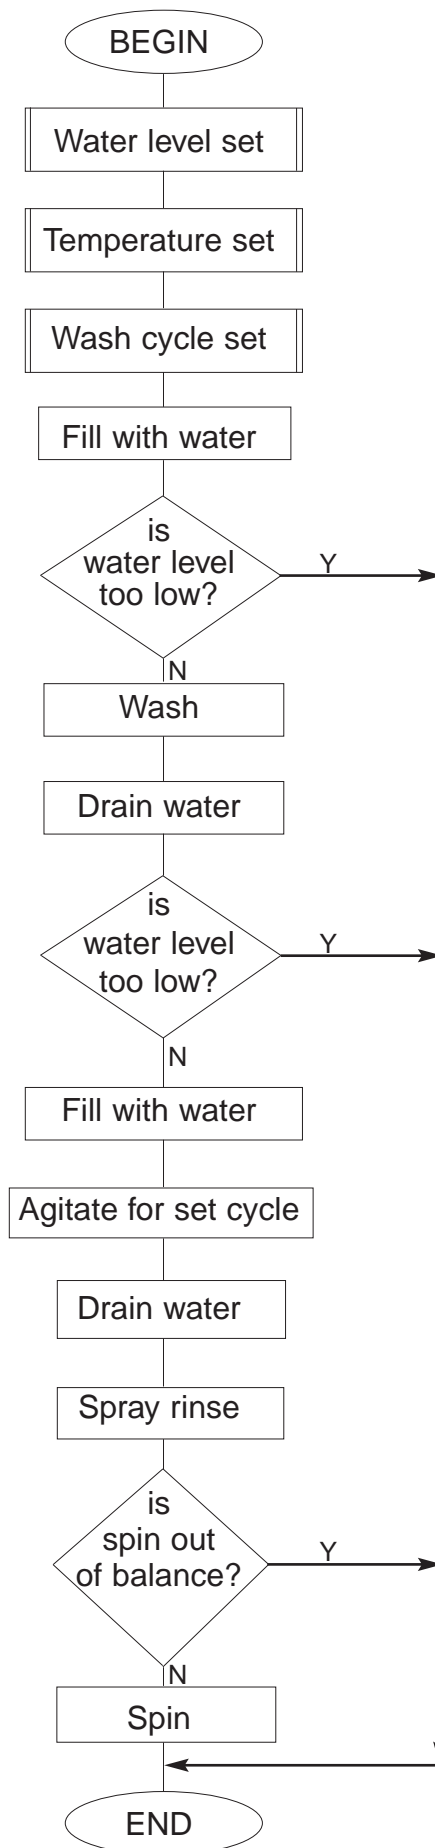 BEGIN
Water level set
Temperature set
Wash cycle set
Fill with water
is
water level
too low?
Y
N
Wash
Drain water
is
water level
too low?
Y
N
Fill with water
Agitate for set cycle
Drain water
Spray rinse
is
spin out
of balance?
Y
N
Spin
END